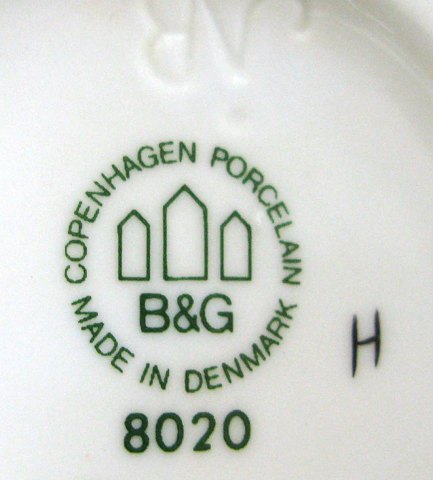 COPENHAGEN PORCELAIN
B&G
MADE IN DENMARK
8020
H